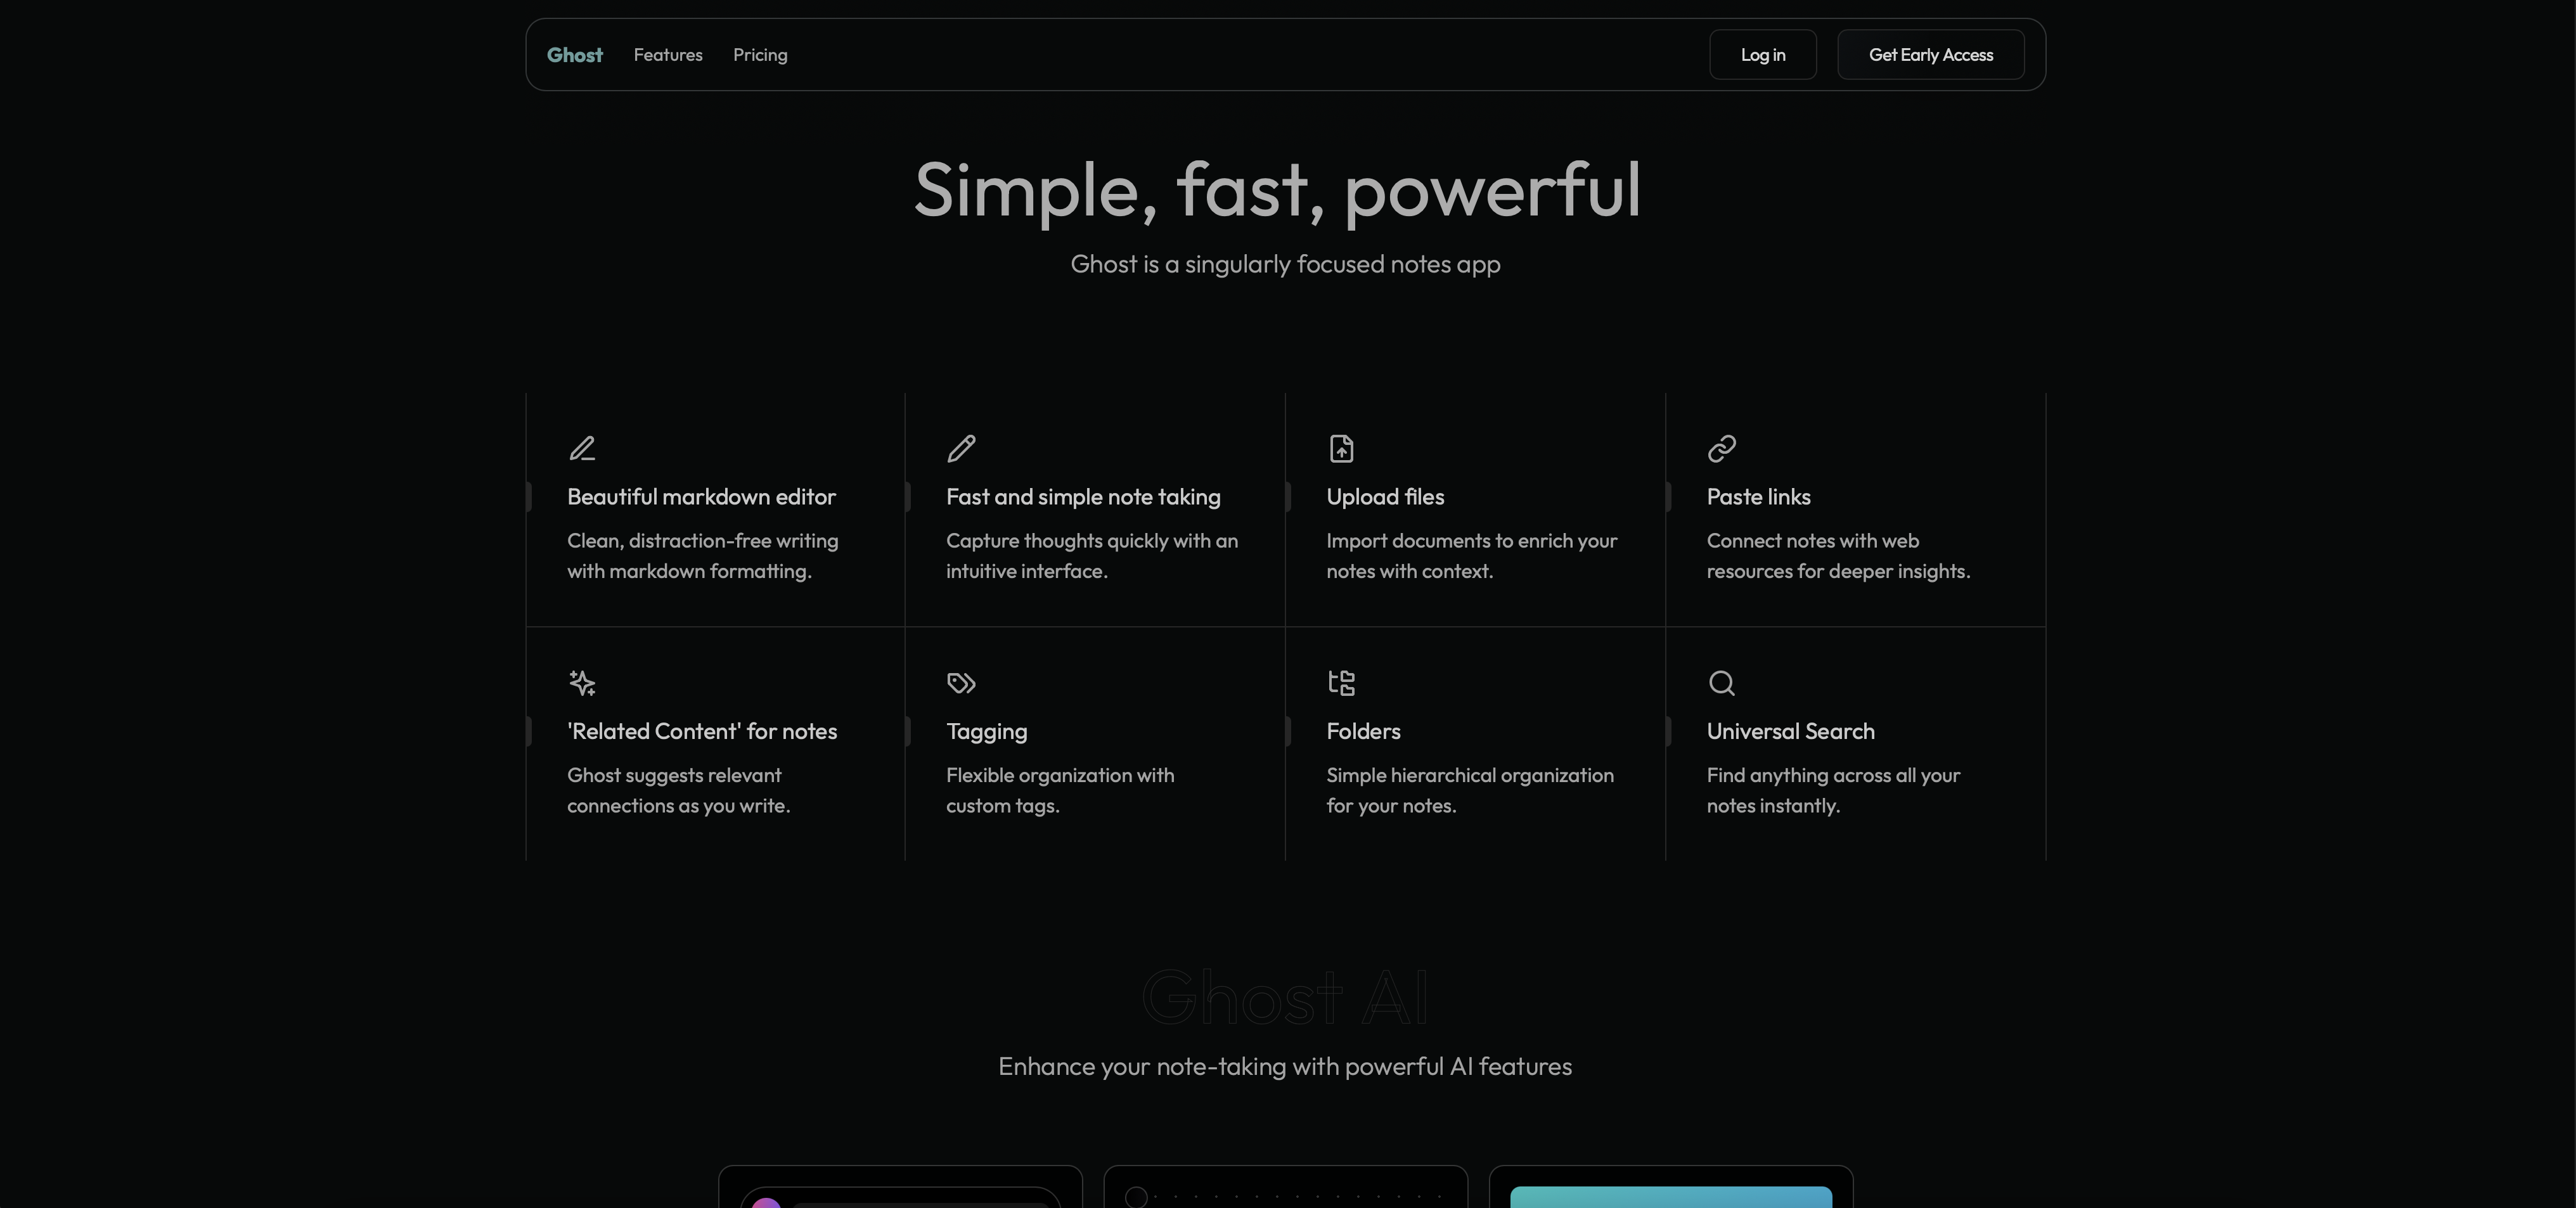 Ghost
Features
Pricing
Log in
Get Early Access
Simple, fast, powerful
Ghost is a singularly focused notes app
Beautiful markdown editor
Clean, distraction-free writing
with markdown formatting.
Fast and simple note taking
Capture thoughts quickly with an
intuitive interface.
Upload files
Import documents to enrich your
notes with context.
Paste links
Connect notes with web
resources for deeper insights.
'Related Content' for notes
Ghost suggests relevant
connections as you write.
Tagging
Flexible organization with
custom tags.
Folders
Simple hierarchical organization
for your notes.
Universal Search
Find anything across all your
notes instantly.
Ghost AI
Enhance your note-taking with powerful AI features